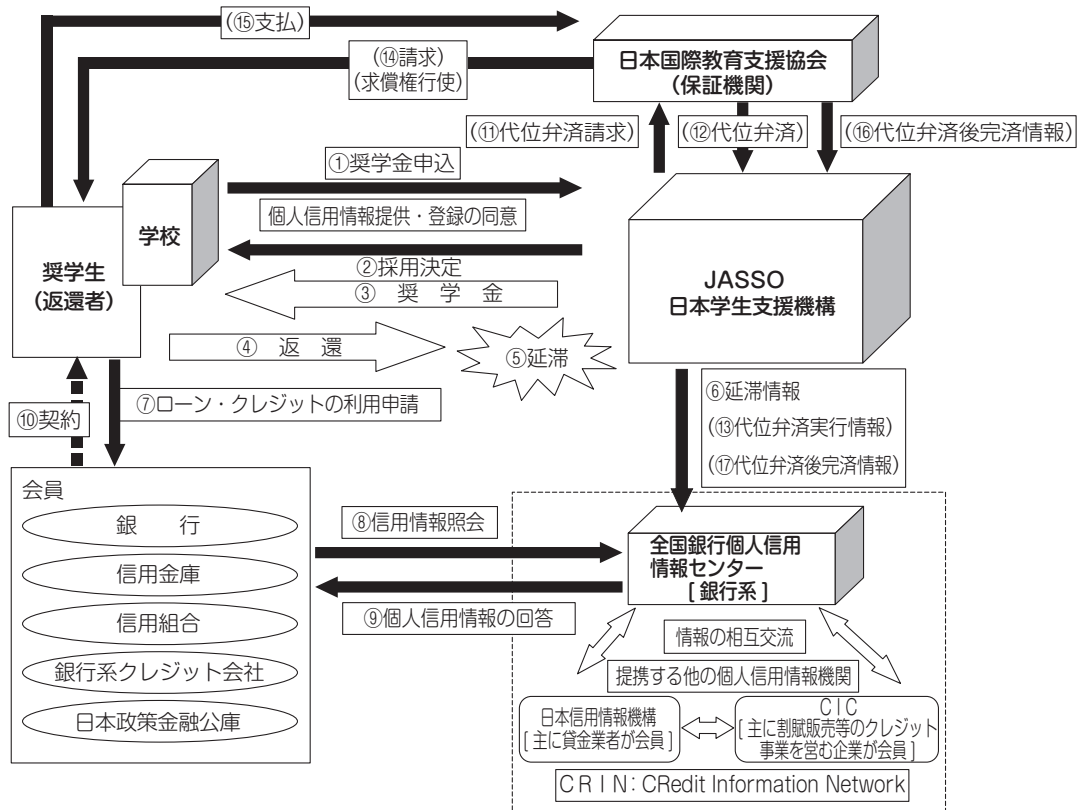 (⑮支払)
(⑭請求)
(求償権行使)
日本国際教育支援協会
(保証機関)
(⑪代位弁済請求)
(⑫代位弁済)
(⑯代位弁済後完済情報)
①奨学金申込
個人信用情報提供・登録の同意
学校
奨学生
(返還者)
②採用決定
③ 奨 学 金
④ 返 還
⑤延滞
JASSO
日本学生支援機構
⑦ローン・クレジットの利用申請
⑩契約
⑥延滞情報
(⑬代位弁済実行情報)
(⑰代位弁済後完済情報)
会員
銀 行
信用金庫
信用組合
銀行系クレジット会社
日本政策金融公庫
⑧信用情報照会
⑨個人信用情報の回答
全国銀行個人信用
情報センター
[ 銀行系 ]
情報の相互交流
提携する他の個人信用情報機関
日本信用情報機構
[ 主に貸金業者が会員 ]
C I C
[ 主に割賦販売等のクレジット
事業を営む企業が会員 ]
C R I N : CRedit Information Network